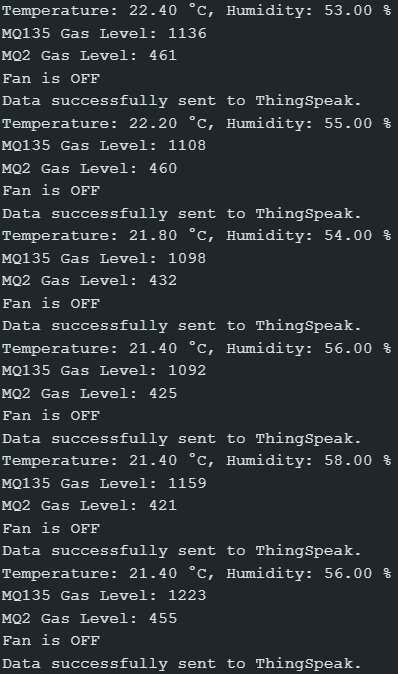 Temperature: 22.40 °C, Humidity: 53.00 %
MQ135 Gas Level: 1136
MQ2 Gas Level: 461
Fan is OFF
Data successfully sent to ThingSpeak.
Temperature: 22.20 °C, Humidity: 55.00 %
MQ135 Gas Level: 1108
MQ2 Gas Level: 460
Fan is OFF
Data successfully sent to ThingSpeak.
Temperature: 21.80 °C, Humidity: 54.00 %
MQ135 Gas Level: 1098
MQ2 Gas Level: 432
Fan is OFF
Data successfully sent to ThingSpeak.
Temperature: 21.40 °C, Humidity: 56.00 %
MQ135 Gas Level: 1092
MQ2 Gas Level: 425
Fan is OFF
Data successfully sent to ThingSpeak.
Temperature: 21.40 °C, Humidity: 58.00 %
MQ135 Gas Level: 1159
MQ2 Gas Level: 421
Fan is OFF
Data successfully sent to ThingSpeak.
Temperature: 21.40 °C, Humidity: 56.00 %
MQ135 Gas Level: 1223
MQ2 Gas Level: 455
Fan is OFF
Data successfully sent to ThingSpeak.